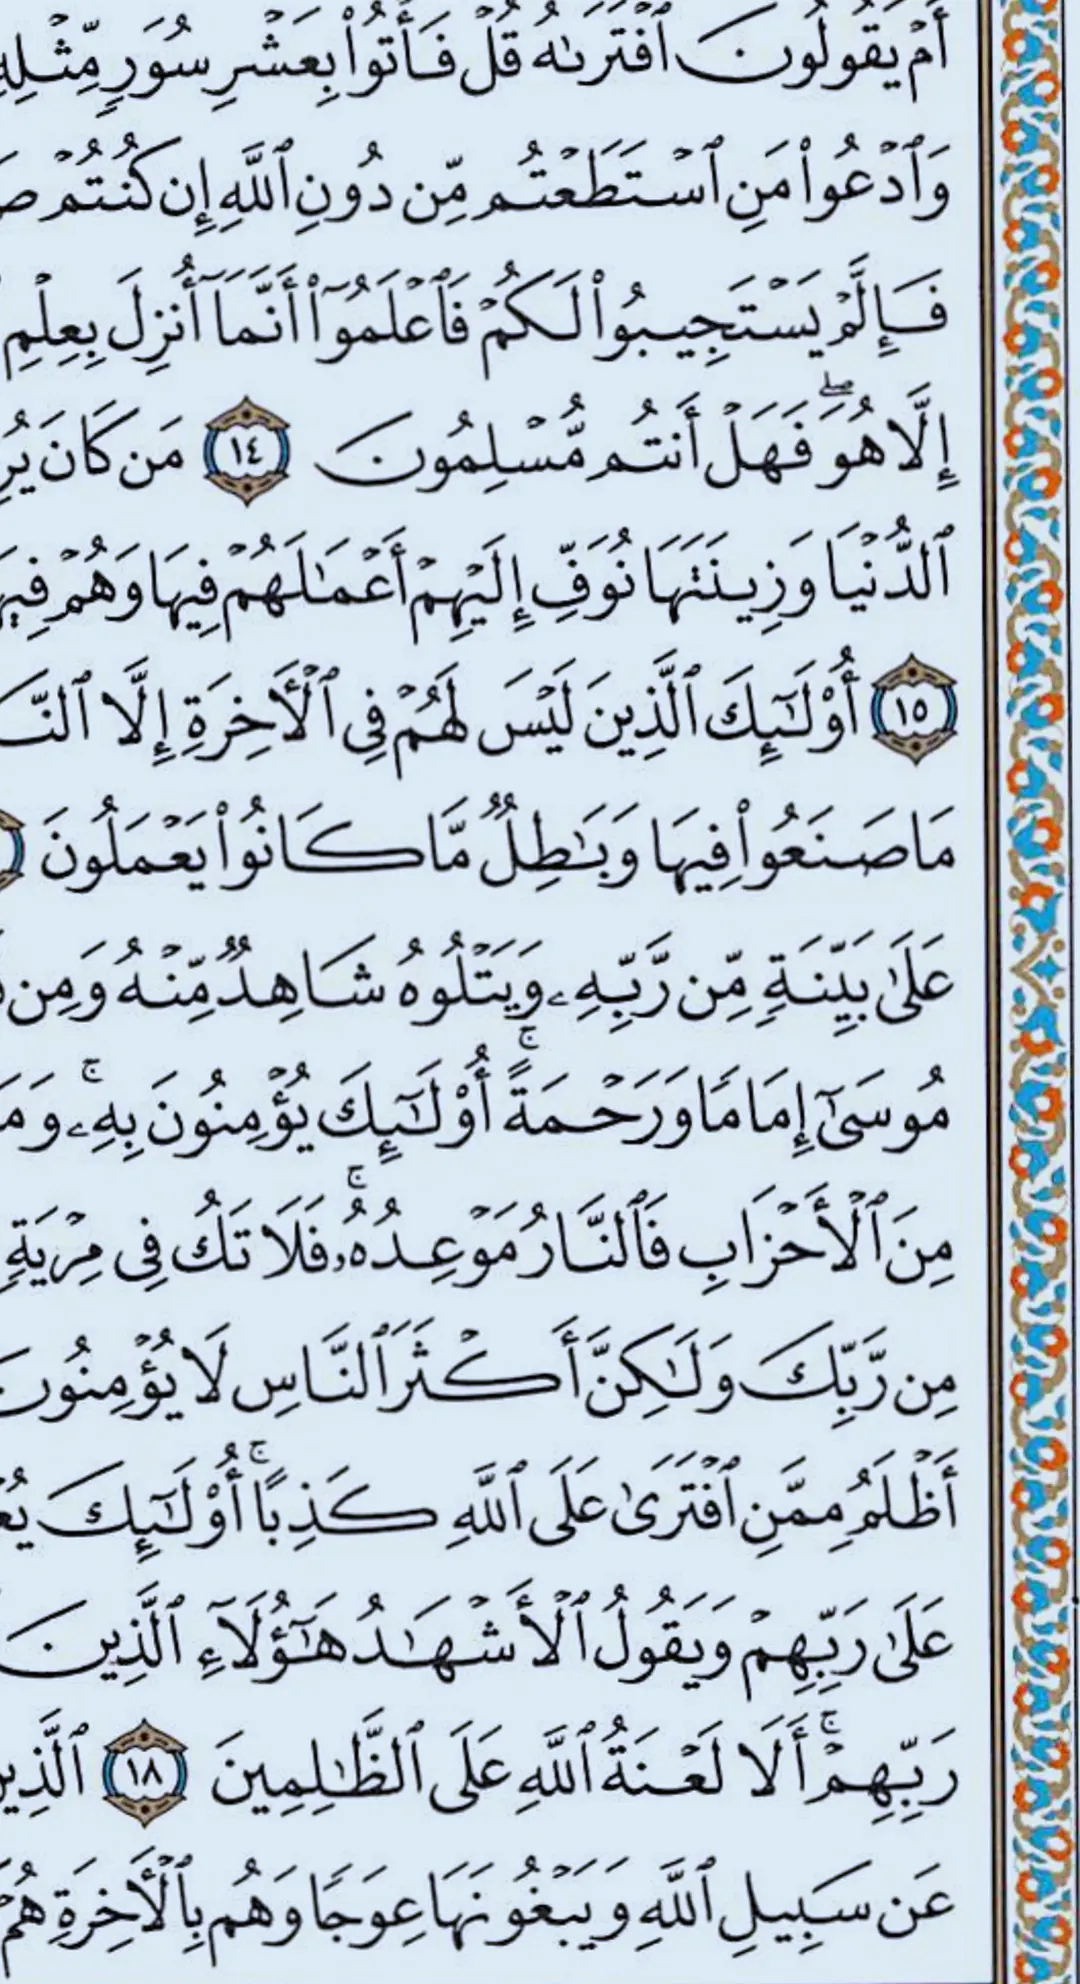 أَمْ يَقُولُونَ ٱفْتَرَىٰهُ قُلْ فَأْتُوا۟ بِعَشْرِ سُوَرٍ مِّثْلِهِ
وَٱدْعُوا۟ مَنِ ٱسْتَطَعْتُم مِّن دُونِ ٱللَّهِ إِن كُنتُمْ
فَإِلَّمْ يَسْتَجِيبُوا۟ لَكُمْ فَٱعْلَمُوٓا۟ أَنَّمَآ أُنزِلَ بِعِلْمِ
إِلَّا هُوَ ۖ فَهَلْ أَنتُم مُّسْلِمُونَ ١٤ مَن كَانَ
ٱلدُّنْيَا وَزِينَتَهَا نُوَفِّ إِلَيْهِمْ أَعْمَـٰلَهُمْ فِيهَا وَهُمْ
١٥ أُو۟لَـٰٓئِكَ ٱلَّذِينَ لَيْسَ لَهُمْ فِى ٱلْـَٔاخِرَةِ إِلَّا
مَا صَنَعُوا۟ فِيهَا وَبَـٰطِلٌ مَّا كَانُوا۟ يَعْمَلُونَ
عَلَىٰ بَيِّنَةٍ مِّن رَّبِّهِۦ وَيَتْلُوهُ شَاهِدٌ مِّنْهُ وَمِن
مُوسَىٰٓ إِمَامًا وَرَحْمَةً ۚ أُو۟لَـٰٓئِكَ يُؤْمِنُونَ بِهِۦ ۚ
مِنَ ٱلْأَحْزَابِ فَٱلنَّارُ مَوْعِدُهُۥ ۚ فَلَا تَكُ فِى مِرْيَةٍ
مِن رَّبِّكَ وَلَـٰكِنَّ أَكْثَرَ ٱلنَّاسِ لَا يُؤْمِنُونَ
أَظْلَمُ مِمَّنِ ٱفْتَرَىٰ عَلَى ٱللَّهِ كَذِبًا ۚ أُو۟لَـٰٓئِكَ
عَلَىٰ رَبِّهِمْ وَيَقُولُ ٱلْأَشْهَـٰدُ هَـٰٓؤُلَآءِ ٱلَّذِينَ
رَبِّهِمْ ۚ أَلَا لَعْنَةُ ٱللَّهِ عَلَى ٱلظَّـٰلِمِينَ ١٨
عَن سَبِيلِ ٱللَّهِ وَيَبْغُونَهَا عِوَجًا وَهُم بِٱلْـَٔاخِرَةِ هُمْ